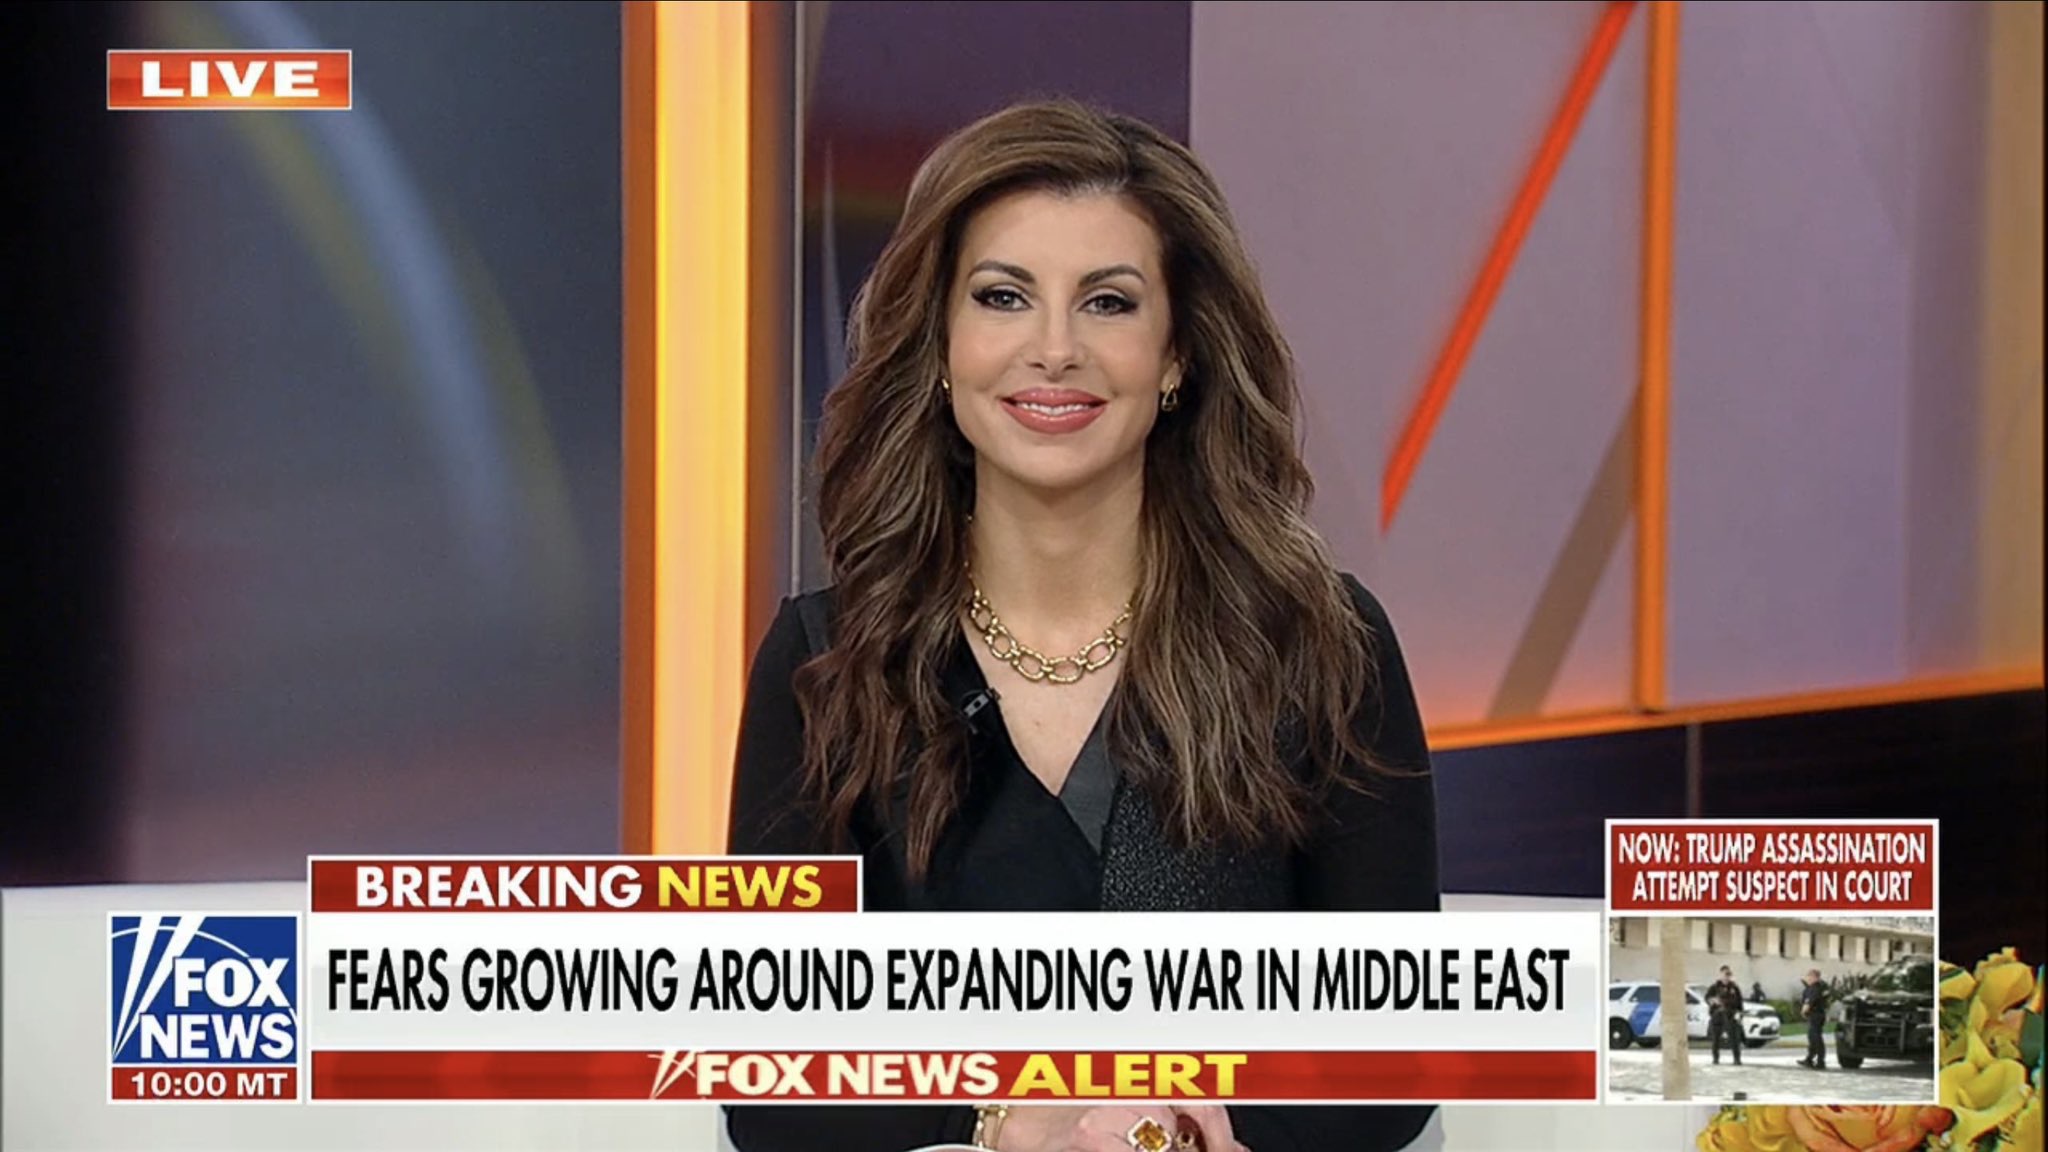 LIVE
BREAKING NEWS
FEARS GROWING AROUND EXPANDING WAR IN MIDDLE EAST
FOX NEWS ALERT
FOX
NEWS
10:00 MT
NOW: TRUMP ASSASSINATION
ATTEMPT SUSPECT IN COURT